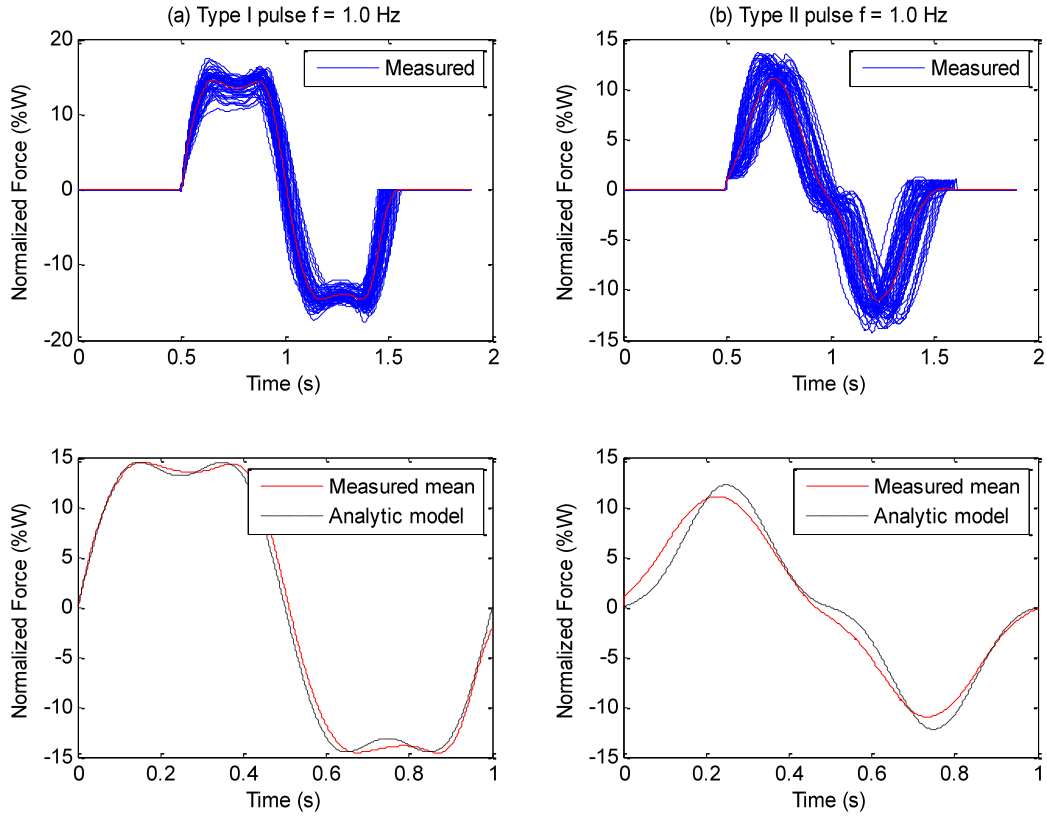 (a) Type I pulse f = 1.0 Hz
Normalized Force (%W)
20
10
0
-10
-20
Measured
0 0.5 1 1.5 2
Time (s)
(b) Type II pulse f = 1.0 Hz
Normalized Force (%W)
15
10
5
0
-5
-10
-15
Measured
0 0.5 1 1.5 2
Time (s)
Normalized Force (%W)
15
10
5
0
-5
-10
-15
Measured mean
Analytic model
0 0.2 0.4 0.6 0.8 1
Time (s)
Normalized Force (%W)
15
10
5
0
-5
-10
-15
Measured mean
Analytic model
0 0.2 0.4 0.6 0.8 1
Time (s)